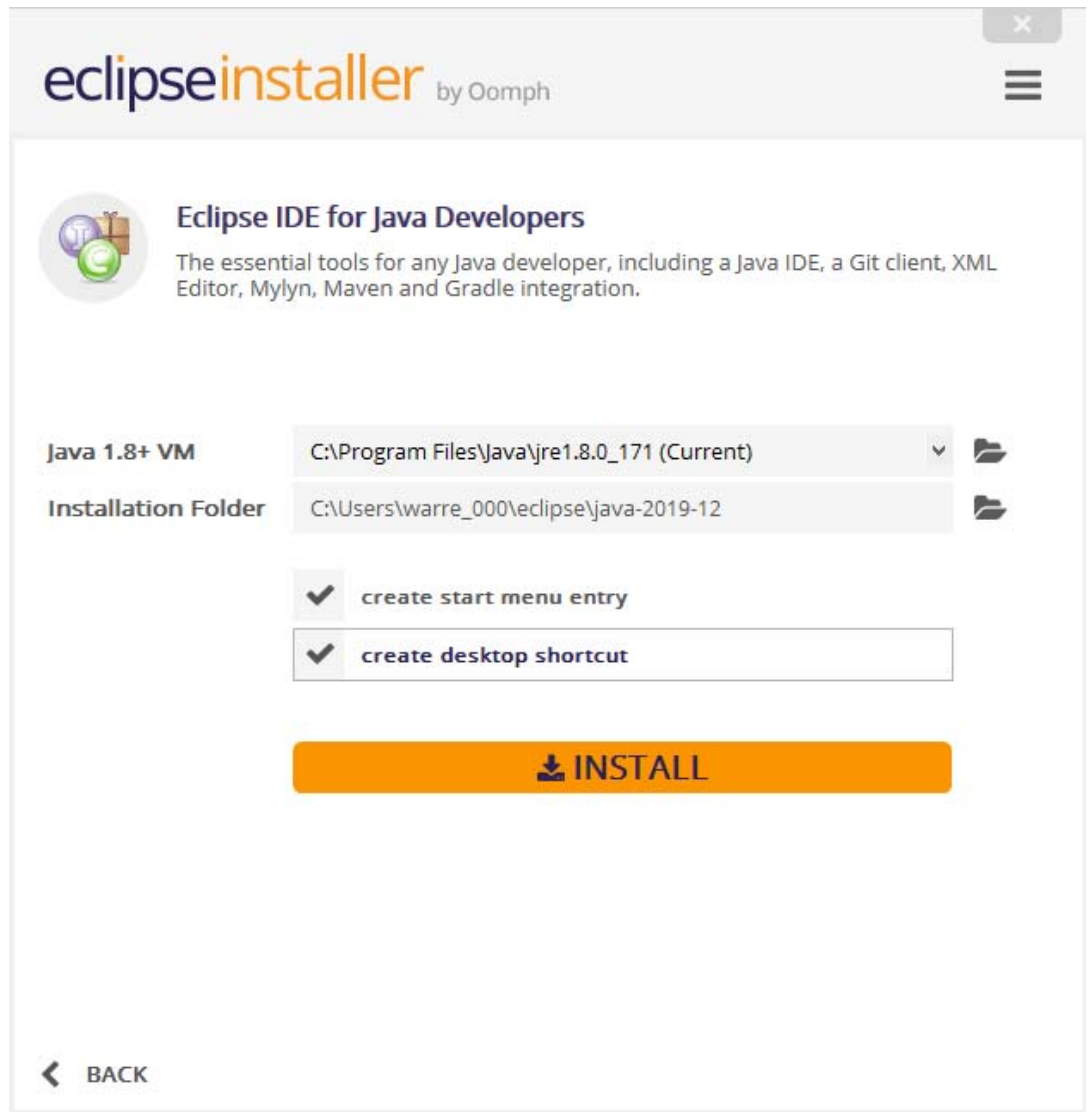 eclipseinstaller by Oomph
Eclipse IDE for Java Developers
The essential tools for any Java developer, including a Java IDE, a Git client, XML
Editor, Mylyn, Maven and Gradle integration.
Java 1.8+ VM C:\Program Files\Java\jre1.8.0_171 (Current)
Installation Folder C:\Users\warre_000\eclipse\java-2019-12
create start menu entry
create desktop shortcut
INSTALL
BACK